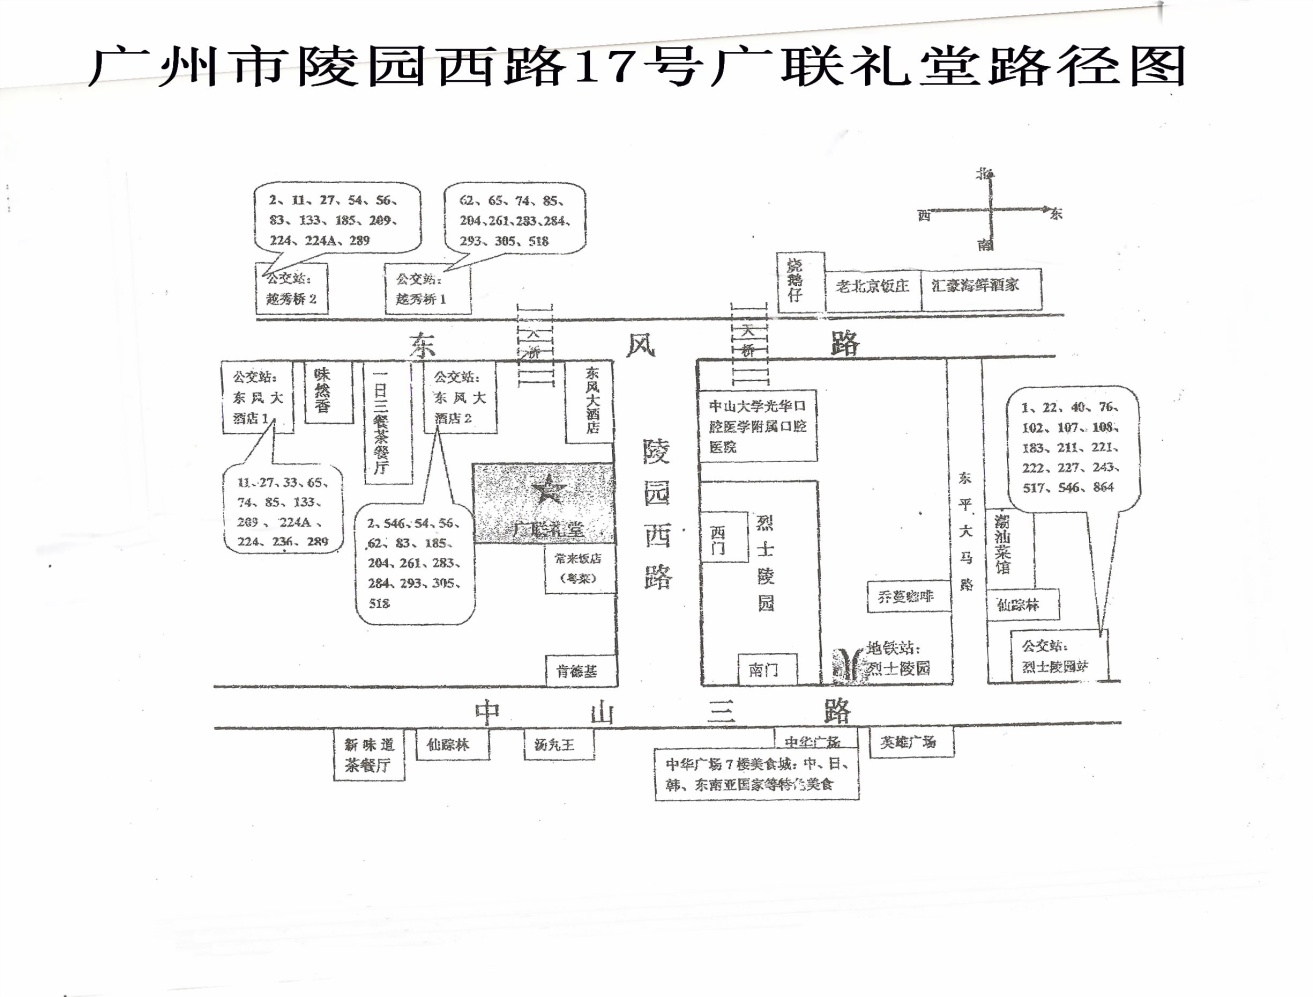 广州市陵园西路17号广联礼堂路径图
北
西
东
南
2、11、27、54、56、
83、133、185、209、
224、224A、289
62、65、74、85、
204、261、283、284、
293、305、518
公交站:
越秀桥2
公交站:
越秀桥1
烧鹅仔
老北京饭庄
汇豪海鲜酒家
东风路
天桥
天桥
公交站:
东风大
酒店1
味然香
一日三餐茶餐厅
公交站:
东风大
酒店2
东风大酒店
中山大学光华口
腔医学附属口腔
医院
1、22、40、76、
102、107、108、
183、211、221、
222、227、243、
517、546、864
11、27、33、65、
74、85、133、
209、224A、
224、236、289
2、546、54、56、
62、83、185、
204、261、283、
284、293、305、
518
广联礼堂
常来饭店
(粤菜)
陵园西路
西门
烈士陵园
东平大马路
潮汕菜馆
乔蔓咖啡
仙踪林
肯德基
南门
地铁站:
烈士陵园
公交站:
烈士陵园站
中山三路
新味道
茶餐厅
仙踪林
汤丸王
中华广场
英雄广场
中华广场7楼美食城:中、日、
韩、东南亚国家等特色美食